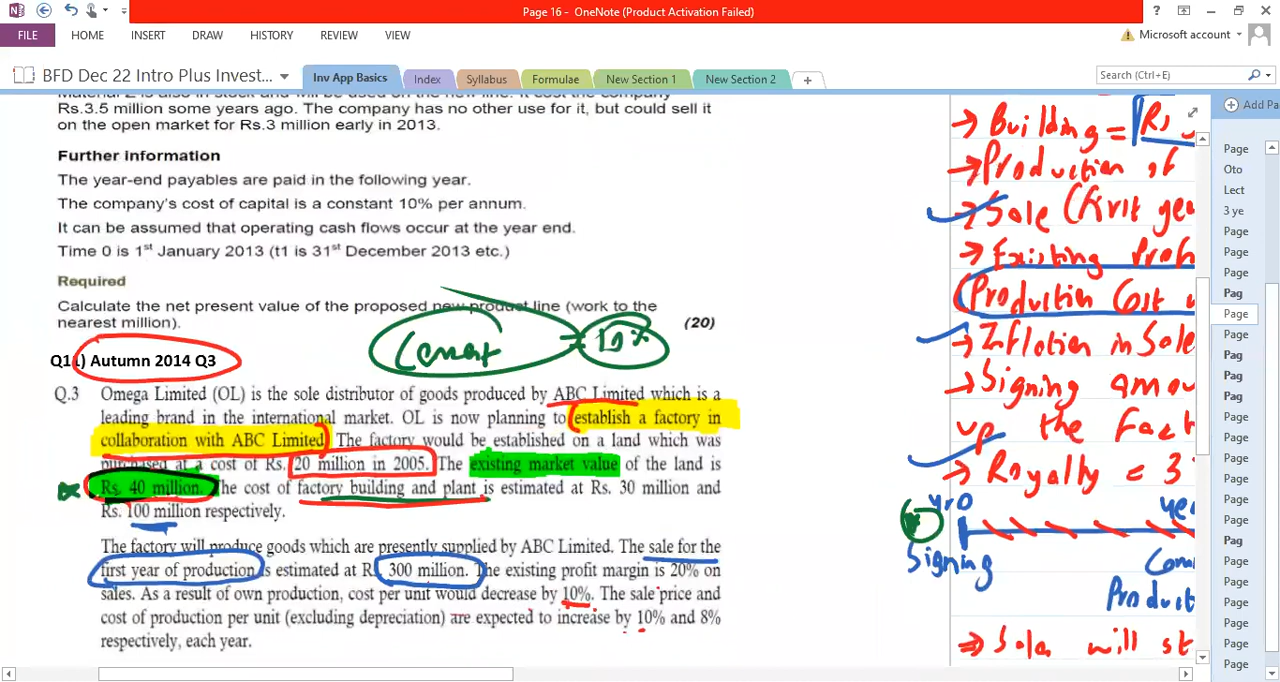 Page 16 - OneNote (Product Activation Failed)
FILE HOME INSERT DRAW HISTORY REVIEW VIEW Microsoft account
BFD Dec 22 Intro Plus Invest... Inv App Basics Index Syllabus Formulae New Section 1 New Section 2 Search (Ctrl+E)
Rs.3.5 million some years ago. The company has no other use for it, but could sell it
on the open market for Rs.3 million early in 2013.
Further information
The year-end payables are paid in the following year.
The company's cost of capital is a constant 10% per annum.
It can be assumed that operating cash flows occur at the year end.
Time 0 is 1st January 2013 (t1 is 31st December 2013 etc.)
Required
Calculate the net present value of the proposed new product line (work to the
nearest million).
(20)
= 10%
Q11) Autumn 2014 Q3
Q.3 Omega Limited (OL) is the sole distributor of goods produced by ABC Limited which is a
leading brand in the international market. OL is now planning to establish a factory in
collaboration with ABC Limited. The factory would be established on a land which was
purchased at a cost of Rs. 20 million in 2005. The existing market value of the land is
Rs. 40 million. The cost of factory building and plant is estimated at Rs. 30 million and
Rs. 100 million respectively.
The factory will produce goods which are presently supplied by ABC Limited. The sale for the
first year of production is estimated at Rs. 300 million. The existing profit margin is 20% on
sales. As a result of own production, cost per unit would decrease by 10%. The sale price and
cost of production per unit (excluding depreciation) are expected to increase by 10% and 8%
respectively, each year.
→ Building = Rs
→ Production of
→ Sale (first yea
→ Existing Prof
(Production Cost
→ Inflation in Sale
→ Signing amou
up the Fact
→ Royalty = 3
yr0 yea
Signing Com
Product
⇒ Sales will st
Add Pa
Page
Oto
Lect
3 ye
Page
Page
Page
Pag
Page
Page
Pag
Pag
Pag
Page
Page
Page
Page
Page
Page
Pag
Page
Page
Page
Page
Page
Page